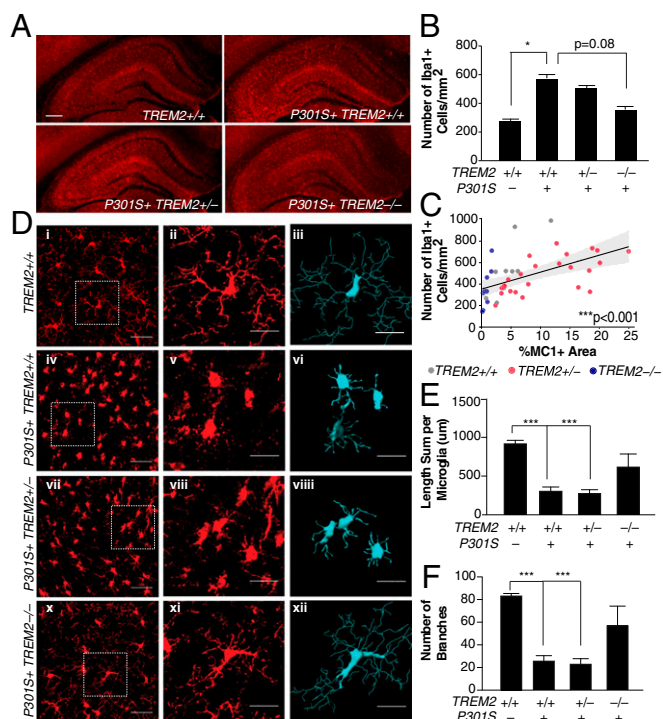 A
TREM2+/+
P301S+ TREM2+/+
P301S+ TREM2+/−
P301S+ TREM2−/−
B
Number of Iba1+
Cells/mm²
800
600
400
200
0
*
p=0.08
TREM2 +/+ +/+ +/- −/−
P301S − + + +
C
Number of Iba1+
Cells/mm²
1000
800
600
400
200
0
***p<0.001
0 5 10 15 20 25
%MC1+ Area
TREM2+/+ TREM2+/− TREM2−/−
D
TREM2+/+
i
ii
iii
P301S+ TREM2+/+
iv
v
vi
P301S+ TREM2+/−
vii
viii
viiii
P301S+ TREM2−/−
x
xi
xii
E
Length Sum per
Microglia (um)
1500
1000
500
0
*** ***
TREM2 +/+ +/+ +/− −/−
P301S − + + +
F
Number of
Branches
100
80
60
40
20
0
*** ***
TREM2 +/+ +/+ +/− −/−
P301S − + + +